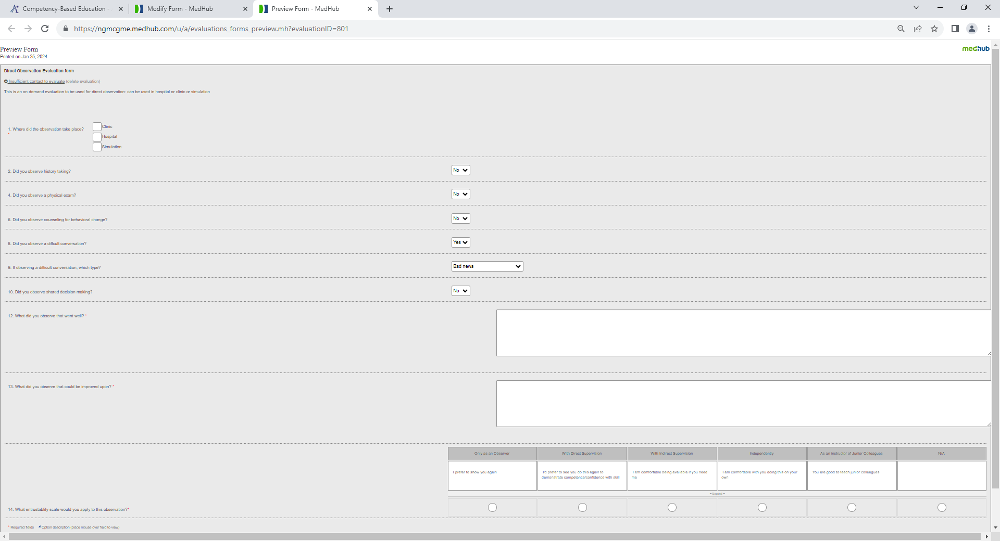 Competency-Based Education -
Modify Form - MedHub
Preview Form - MedHub
https://ngmcgme.medhub.com/u/a/evaluations_forms_preview.mh?evaluationID=801
Preview Form
medhub
Printed on Jan 25, 2024
Direct Observation Evaluation form
Insufficient contact to evaluate (delete evaluation)
This is an on demand evaluation to be used for direct observation- can be used in hospital or clinic or simulation
1. Where did the observation take place?
*
Clinic
Hospital
Simulation
2. Did you observe history taking?
No
4. Did you observe a physical exam?
No
6. Did you observe counseling for behavioral change?
No
8. Did you observe a diffcult conversation?
Yes
9. If observing a difficult conversation, which type?
Bad news
10. Did you observe shared decision making?
No
12. What did you observe that went well? *
13. What did you observe that could be improved upon? *
Only as an Observer
With Direct Supervision
With Indirect Supervision
Independently
As an instructor of Junior Colleagues
N/A
I prefer to show you again
I'd prefer to see you do this again to
demonstrate competence/confidence with skill
I am comfortable being available if you need
me
I am comfortable with you doing this on your
own
You are good to teach junior colleagues
Expand
14. What entrustablity scale would you apply to this observation?*
* Required fields
Option description (place mouse over field to view)